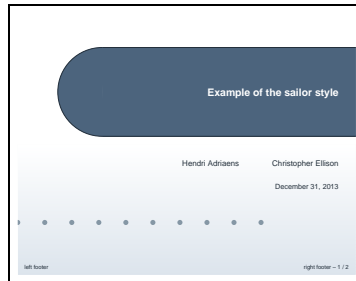 Example of the sailor style
Hendri Adriaens Christopher Ellison
December 31, 2013
left footer right footer – 1 / 2